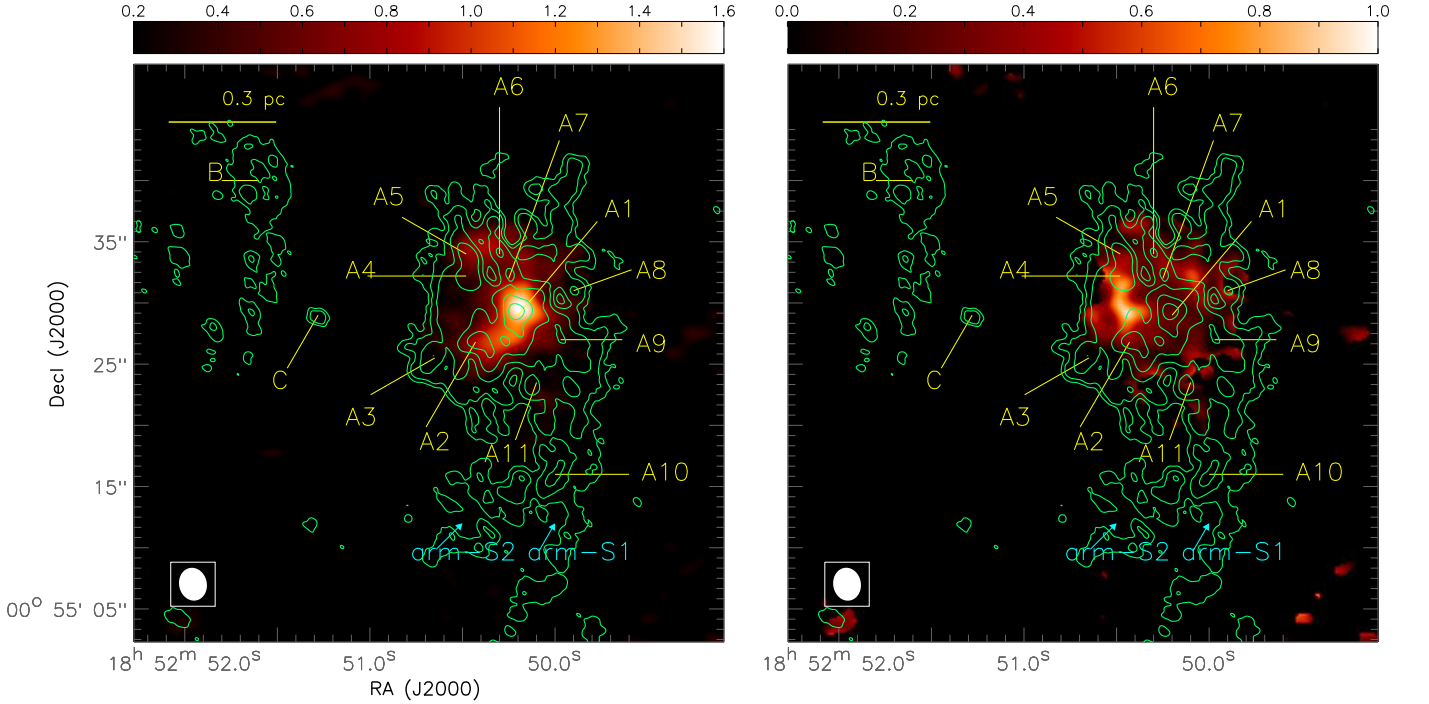 0.2 0.4 0.6 0.8 1.0 1.2 1.4 1.6
0.0 0.2 0.4 0.6 0.8 1.0
0.3 pc
A6
A7
B
A5
A1
A4
A8
C
A9
A3
A2
A11
A10
arm-S2 arm-S1
0.3 pc
A6
A7
B
A5
A1
A4
A8
C
A9
A3
A2
A11
A10
arm-S2 arm-S1
35"
25"
15"
00° 55' 05"
Decl (J2000)
18h 52m 52.0s 51.0s 50.0s
18h 52m 52.0s 51.0s 50.0s
RA (J2000)